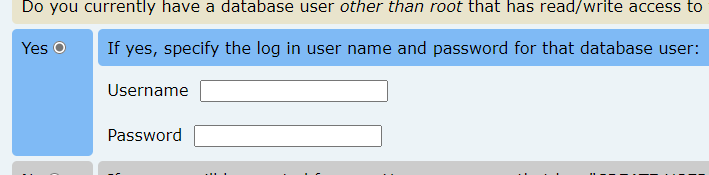 Do you currently have a database user other than root that has read/write access to
Yes If yes, specify the log in user name and password for that database user:
Username
Password